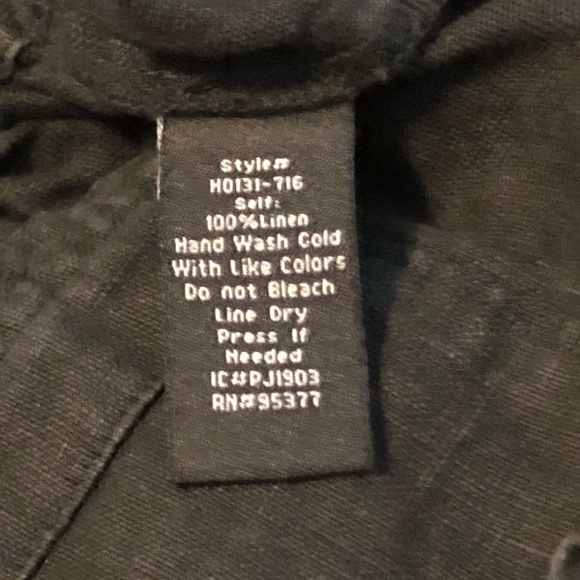 Style#
H0131-716
Self:
100%Linen
Hand Wash Cold
With Like Colors
Do not Bleach
Line Dry
Press If
Needed
IC#PJ1903
RN#95377